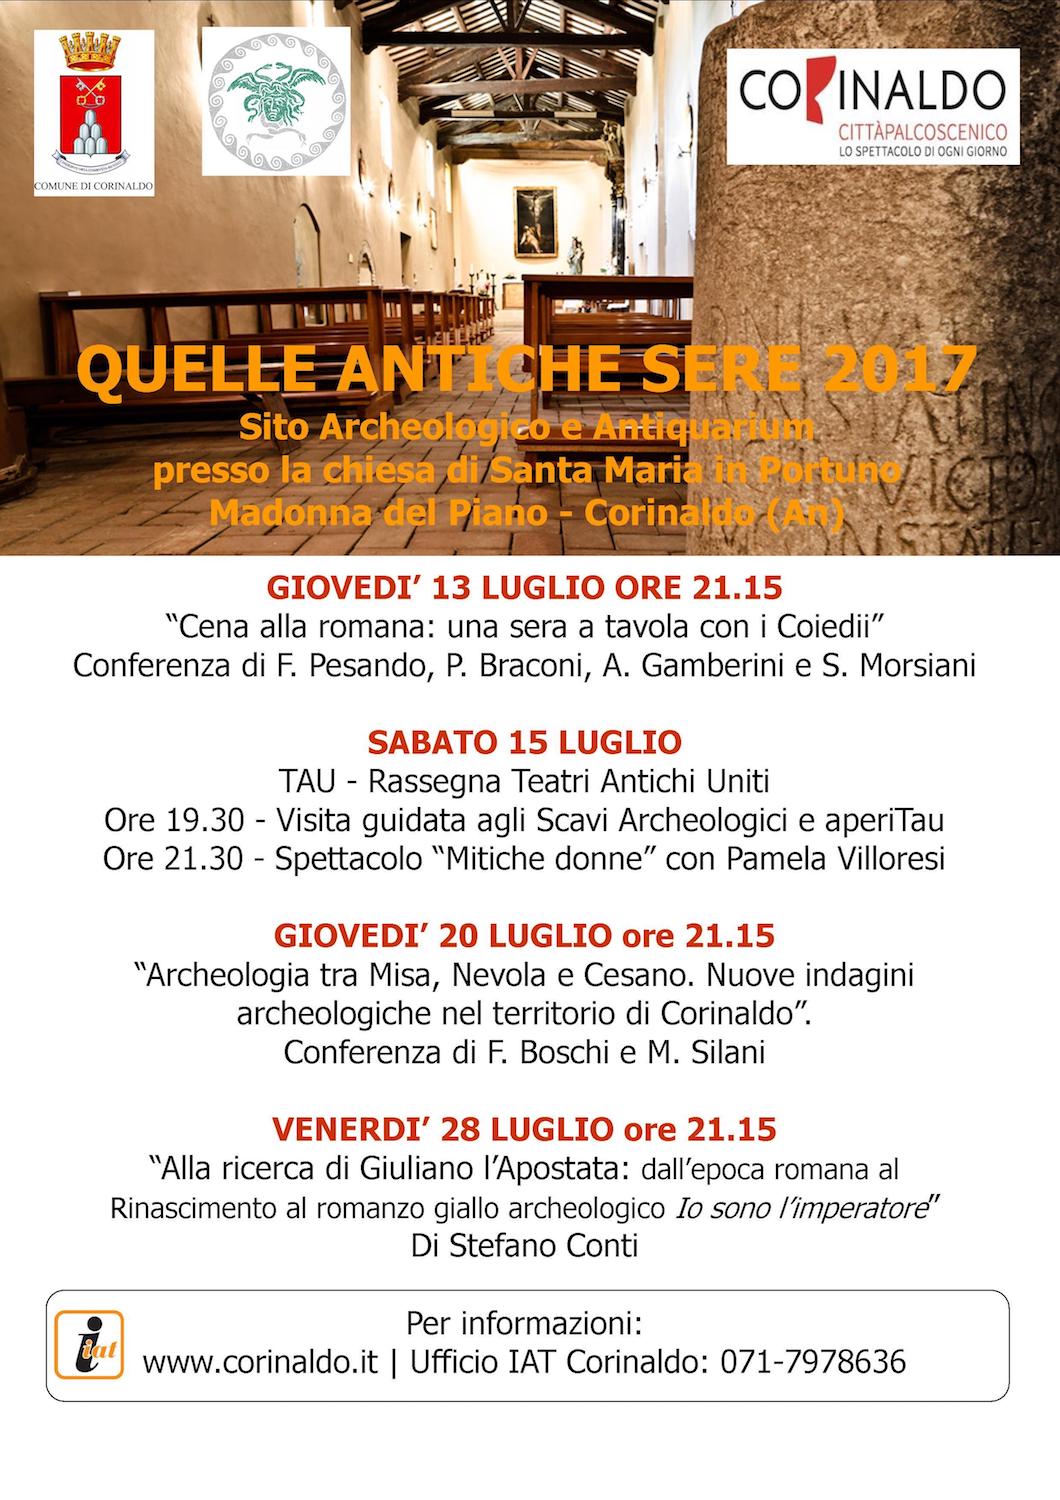 COMUNE DI CORINALDO
CORINALDO
CITTÀPALCOSCENICO
LO SPETTACOLO DI OGNI GIORNO
QUELLE ANTICHE SERE 2017
Sito Archeologico e Antiquarium
presso la chiesa di Santa Maria in Portuno
Madonna del Piano - Corinaldo (An)
GIOVEDI’ 13 LUGLIO ORE 21.15
“Cena alla romana: una sera a tavola con i Coiedii”
Conferenza di F. Pesando, P. Braconi, A. Gamberini e S. Morsiani
SABATO 15 LUGLIO
TAU - Rassegna Teatri Antichi Uniti
Ore 19.30 - Visita guidata agli Scavi Archeologici e aperiTau
Ore 21.30 - Spettacolo “Mitiche donne” con Pamela Villoresi
GIOVEDI’ 20 LUGLIO ore 21.15
“Archeologia tra Misa, Nevola e Cesano. Nuove indagini
archeologiche nel territorio di Corinaldo”.
Conferenza di F. Boschi e M. Silani
VENERDI’ 28 LUGLIO ore 21.15
“Alla ricerca di Giuliano l’Apostata: dall’epoca romana al
Rinascimento al romanzo giallo archeologico Io sono l’imperatore”
Di Stefano Conti
Per informazioni:
i iat
www.corinaldo.it | Ufficio IAT Corinaldo: 071-7978636